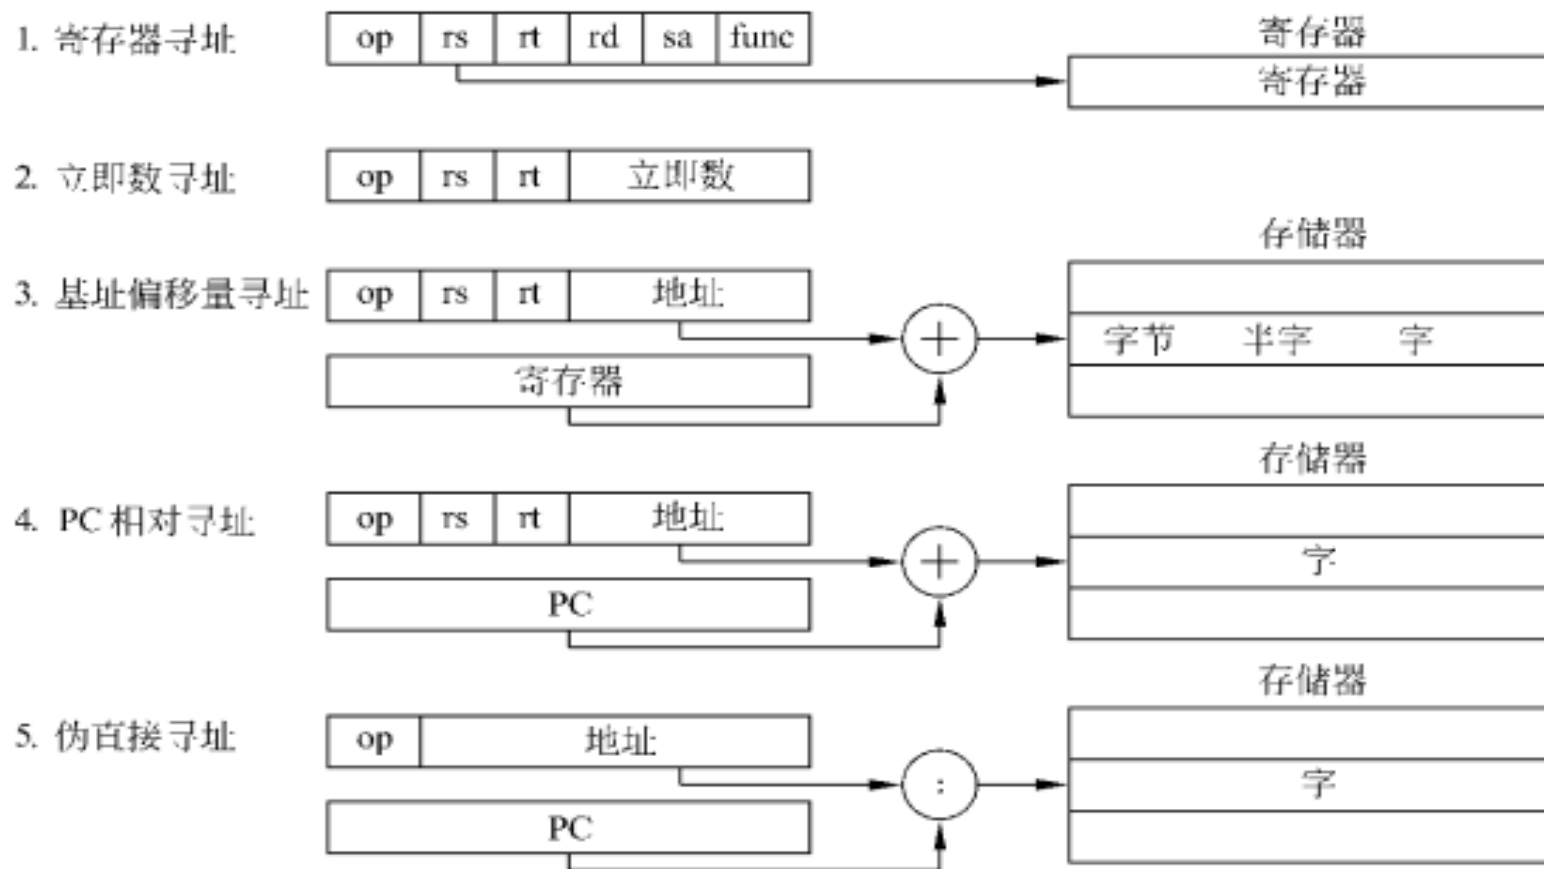 1. 寄存器寻址 op rs rt rd sa func 寄存器
寄存器
2. 立即数寻址 op rs rt 立即数
存储器
3. 基址偏移量寻址 op rs rt 地址
字节 半字 字
寄存器
存储器
4. PC 相对寻址 op rs rt 地址
字
PC
存储器
5. 伪直接寻址 op 地址
字
PC